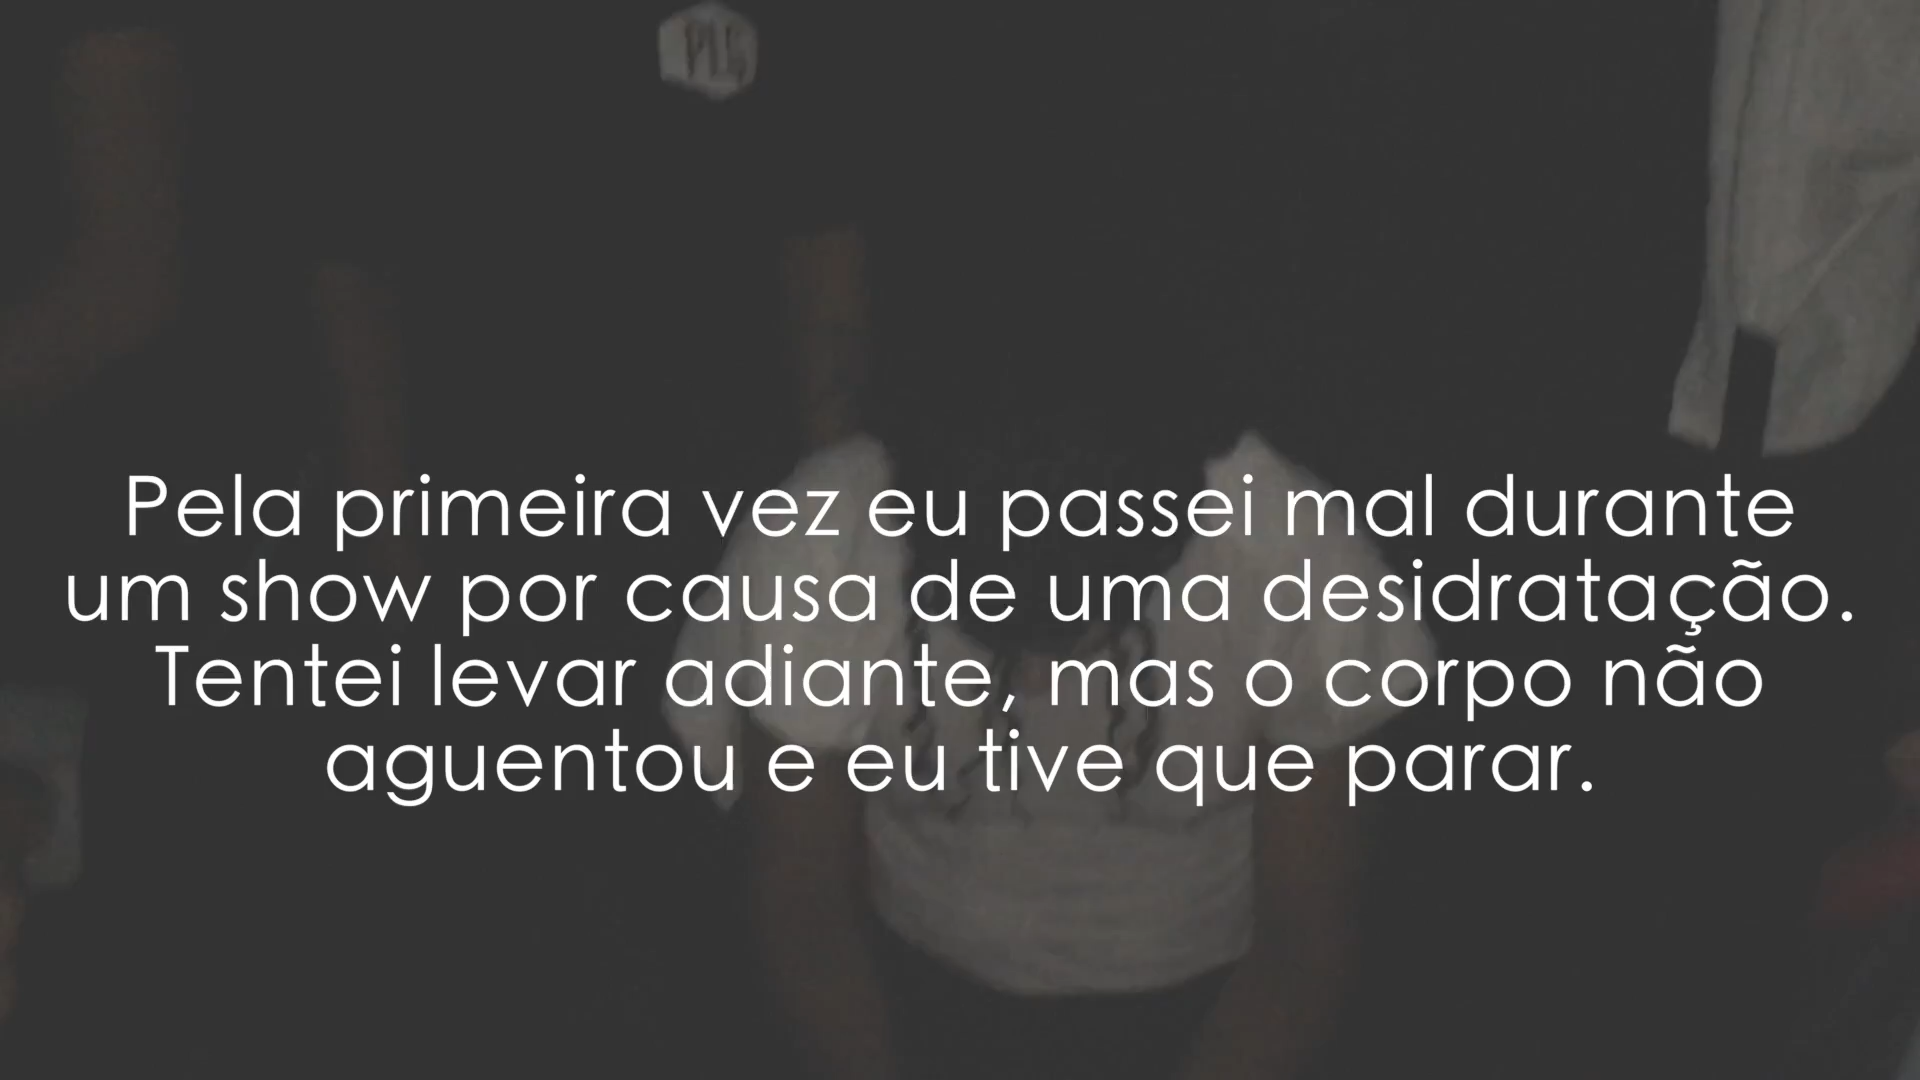 Pela primeira vez eu passei mal durante
um show por causa de uma desidratação.
Tentei levar adiante, mas o corpo não
aguentou e eu tive que parar.